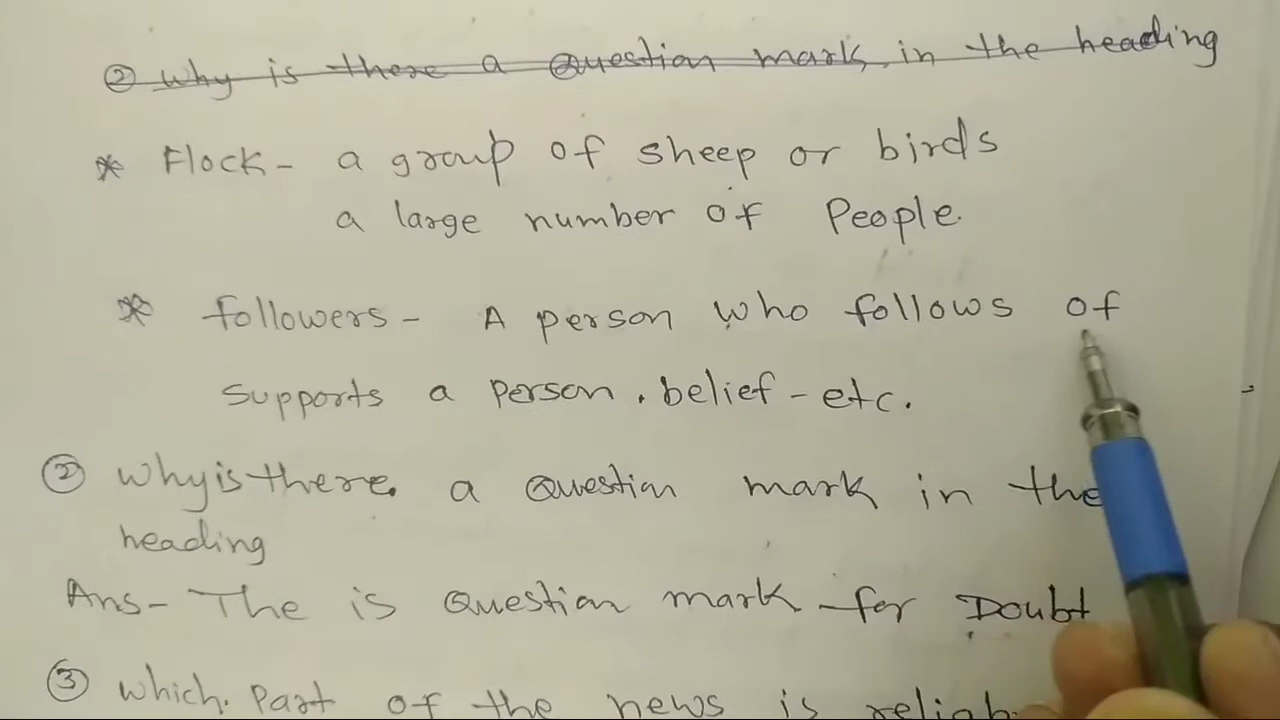 ② Why is there a Question mark in the heading
* Flock - a group of sheep or birds
a large number of People.
* followers - A person who follows of
supports a person, belief - etc.
② Why is there a Question mark in the
heading
Ans - The is Question mark for Doubt
③ which Part of the news is